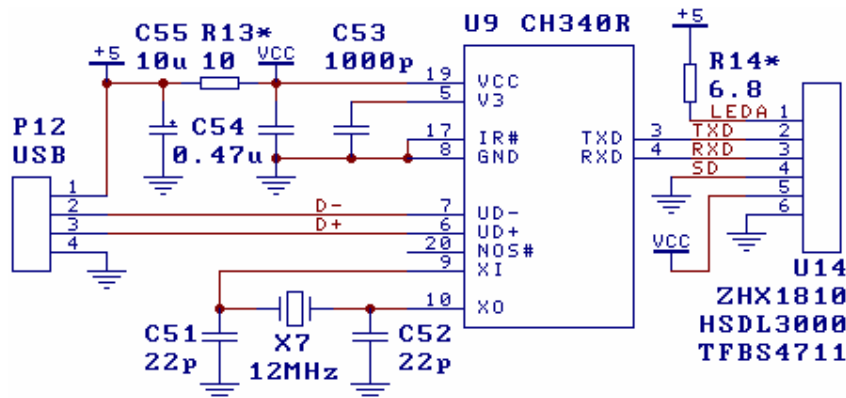 U9 CH340R
+5
C55 R13* VCC C53
10u 10 1000p
+5
R14*
6.8
19 VCC
5 V3
P12
USB
C54
0.47u
17 IR#
8 GND
TXD 3
RXD 4
LEDA 1
TXD 2
RXD 3
SD 4
5
6
1
2
3
4
D- 7 UD-
D+ 6 UD+
20 NOS#
9 XI
10 XO
VCC
U14
ZHX1810
HSDL3000
TFBS4711
C51
22p
X7
12MHz
C52
22p